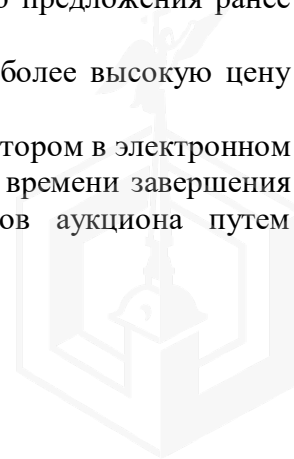 предложения ранее
более высокую цену
тором в электронном
времени завершения
ов аукциона путем